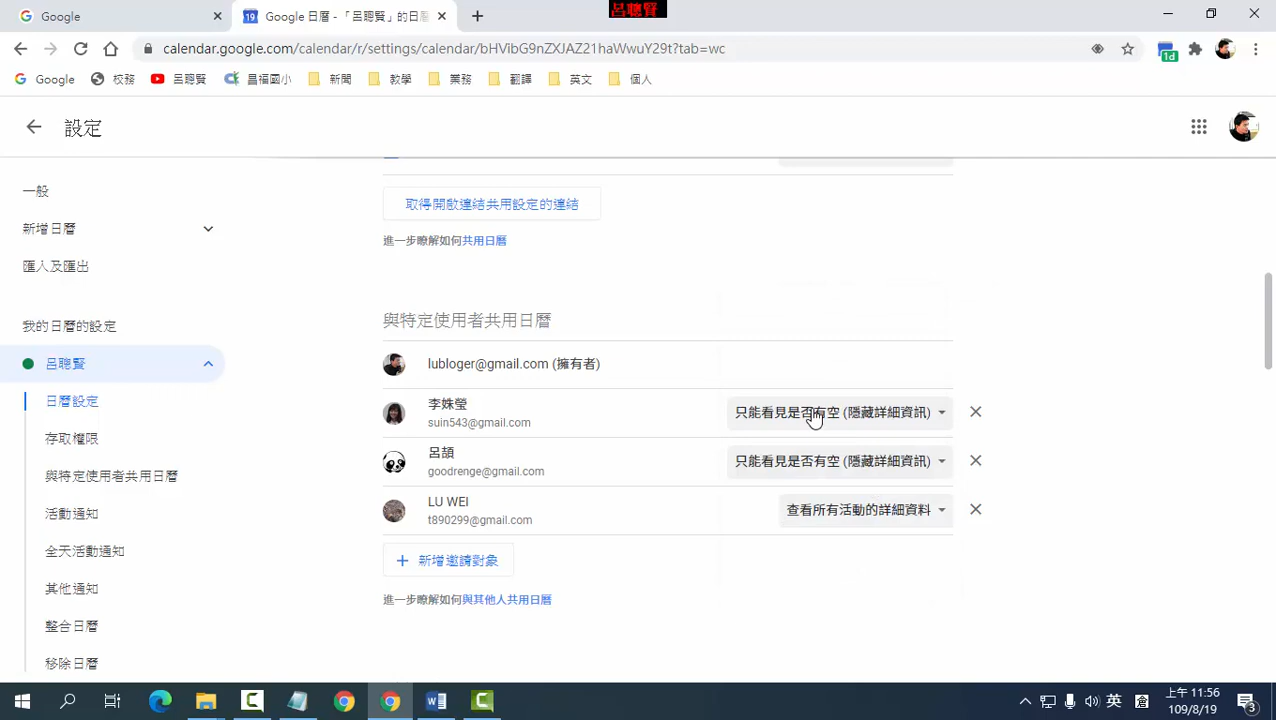 呂聰賢
Google
Google 日曆 - 「呂聰賢」的日曆
calendar.google.com/calendar/r/settings/calendar/bHVibG9nZXJAZ21haWwuY29t?tab=wc
1d
Google
校務
呂聰賢
昌福國小
新聞
教學
業務
翻譯
英文
個人
設定
一般
新增日曆
匯入及匯出
我的日曆的設定
呂聰賢
日曆設定
存取權限
與特定使用者共用日曆
活動通知
全天活動通知
其他通知
整合日曆
移除日曆
取得開啟連結共用設定的連結
進一步瞭解如何共用日曆
與特定使用者共用日曆
lubloger@gmail.com (擁有者)
李姝瑩
suin543@gmail.com
只能看見是否有空 (隱藏詳細資訊)
呂頡
goodrenge@gmail.com
只能看見是否有空 (隱藏詳細資訊)
LU WEI
t890299@gmail.com
查看所有活動的詳細資料
新增邀請對象
進一步瞭解如何與其他人共用日曆
英
上午 11:56
109/8/19
3